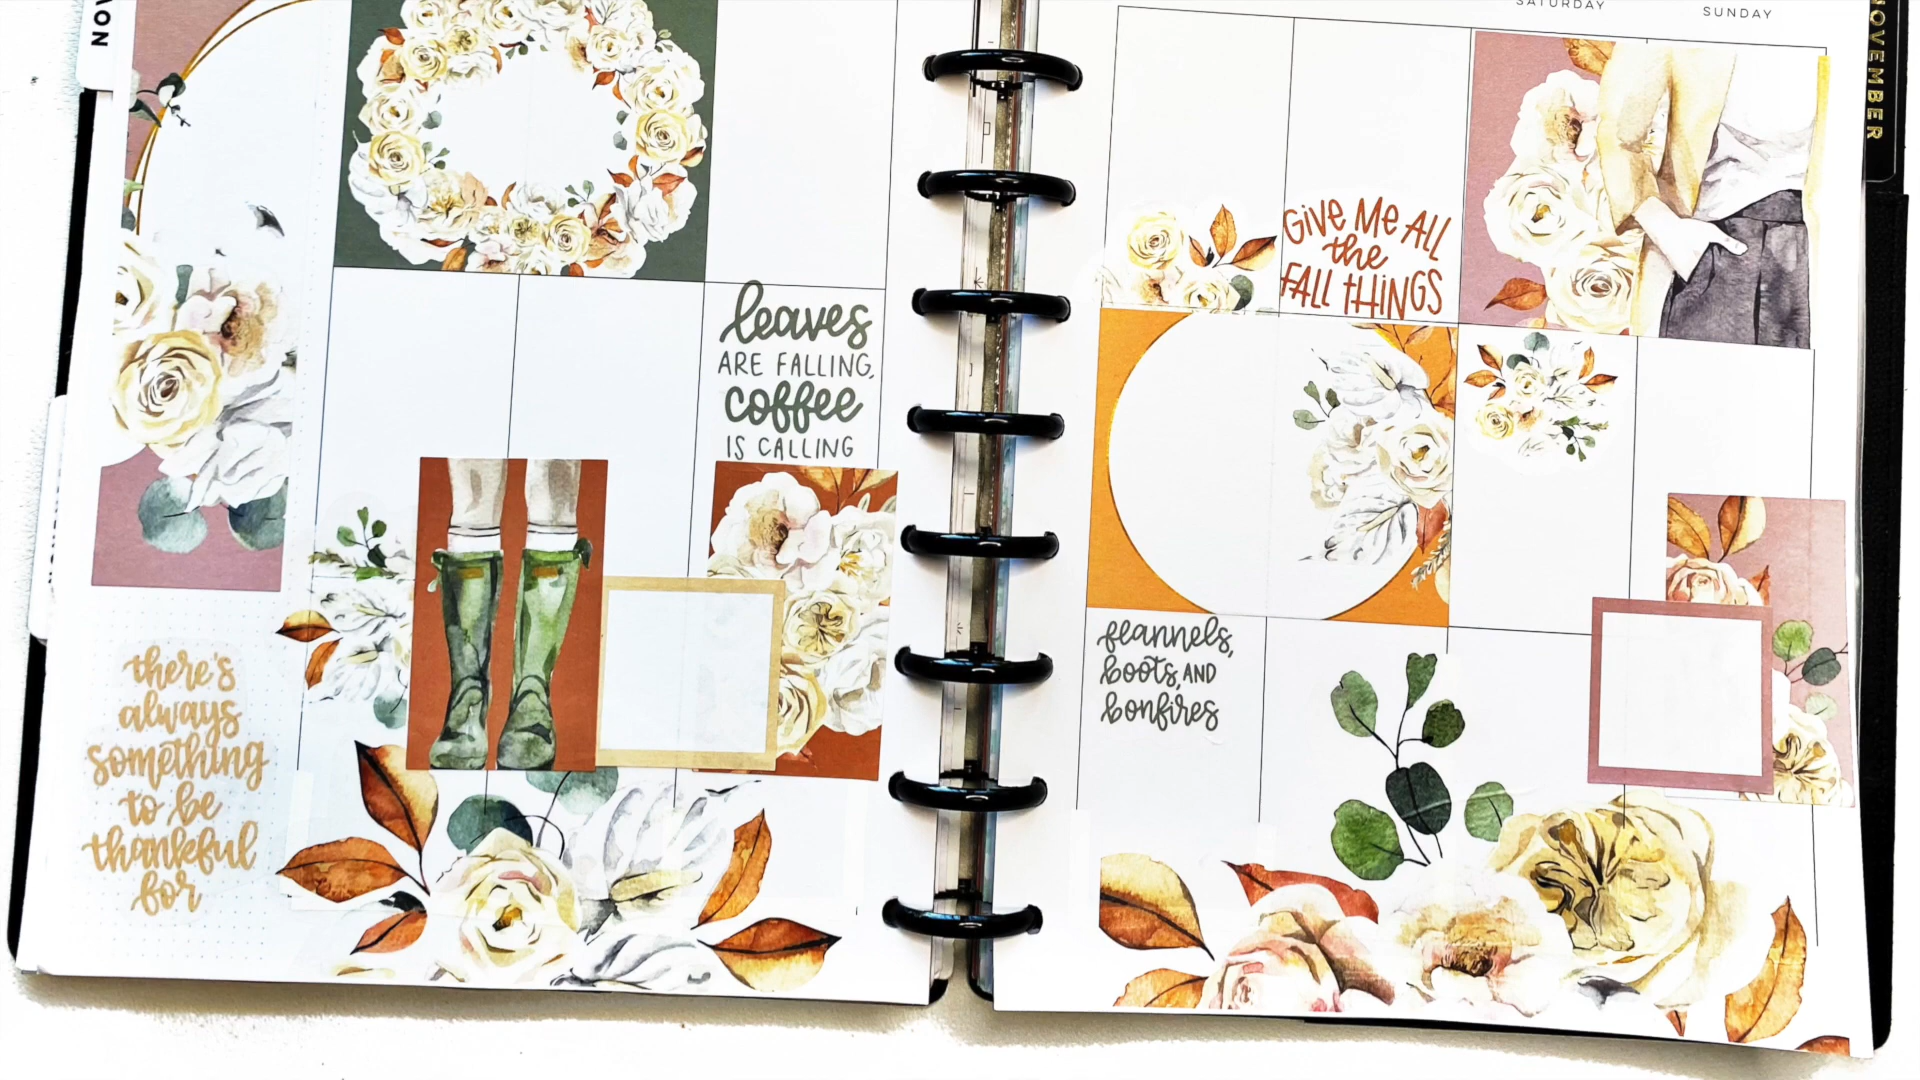 NOV
SATURDAY
SUNDAY
NOVEMBER
GIVE ME ALL
the
FALL THINGS
leaves
ARE FALLING,
coffee
IS CALLING
flannels,
boots, AND
bonfires
there's
always
something
to be
thankful
for